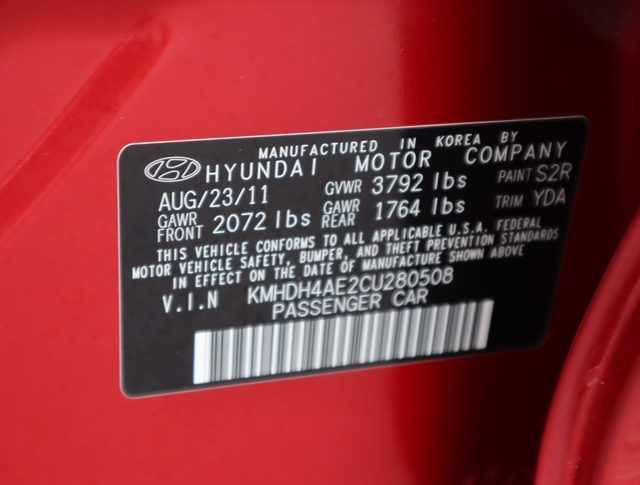 MANUFACTURED IN KOREA BY
HYUNDAI MOTOR COMPANY
AUG/23/11 GVWR 3792 lbs PAINT S2R
GAWR FRONT 2072 lbs GAWR REAR 1764 lbs TRIM YDA
THIS VEHICLE CONFORMS TO ALL APPLICABLE U.S.A. FEDERAL
MOTOR VEHICLE SAFETY, BUMPER, AND THEFT PREVENTION STANDARDS
IN EFFECT ON THE DATE OF MANUFACTURE SHOWN ABOVE
V.I.N KMHDH4AE2CU280508
PASSENGER CAR